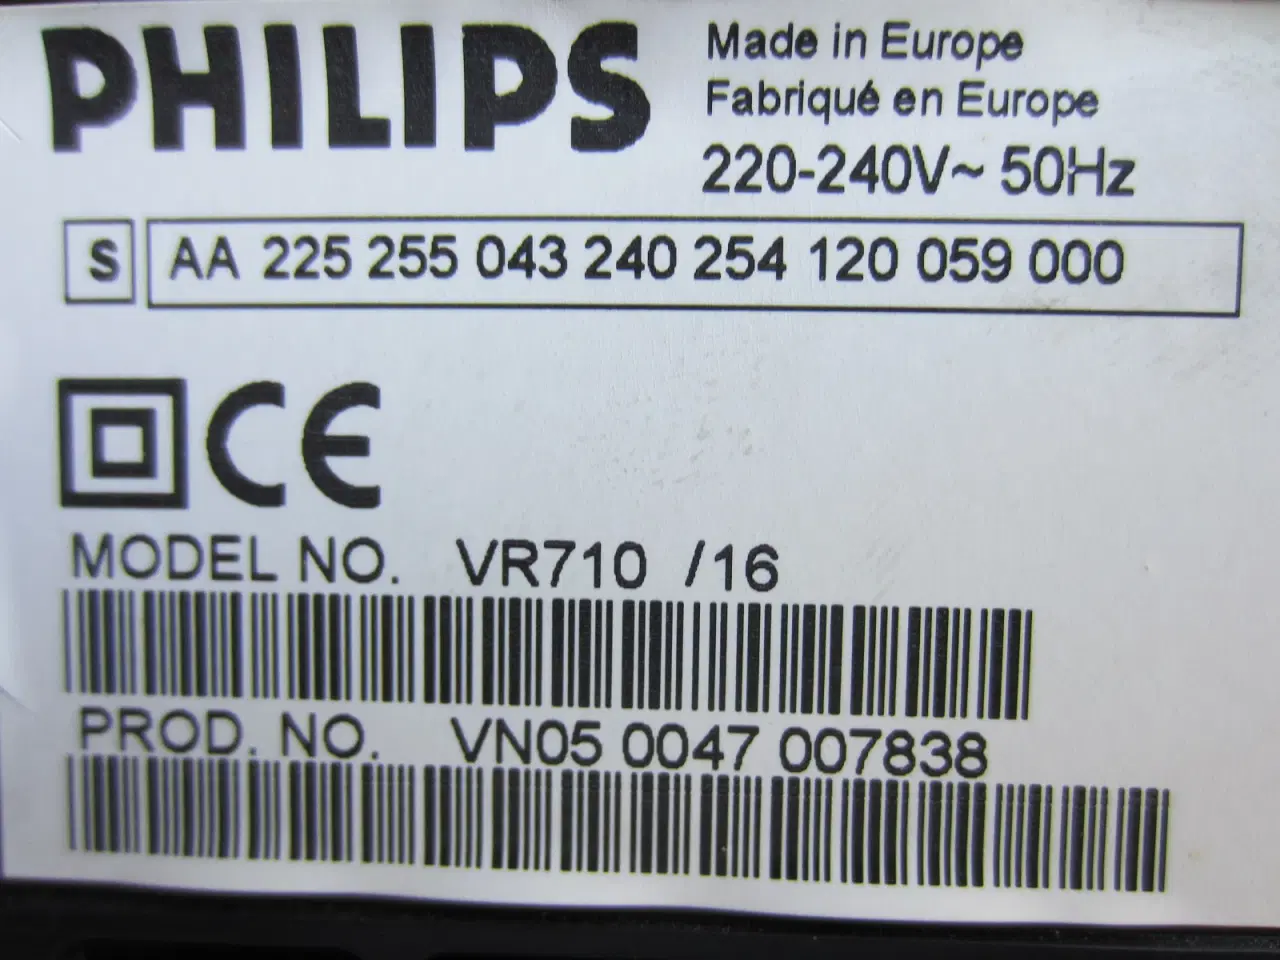 PHILIPS
Made in Europe
Fabriqué en Europe
220-240V~ 50Hz
S AA 225 255 043 240 254 120 059 000
CE
MODEL NO. VR710 /16
PROD. NO. VN05 0047 007838